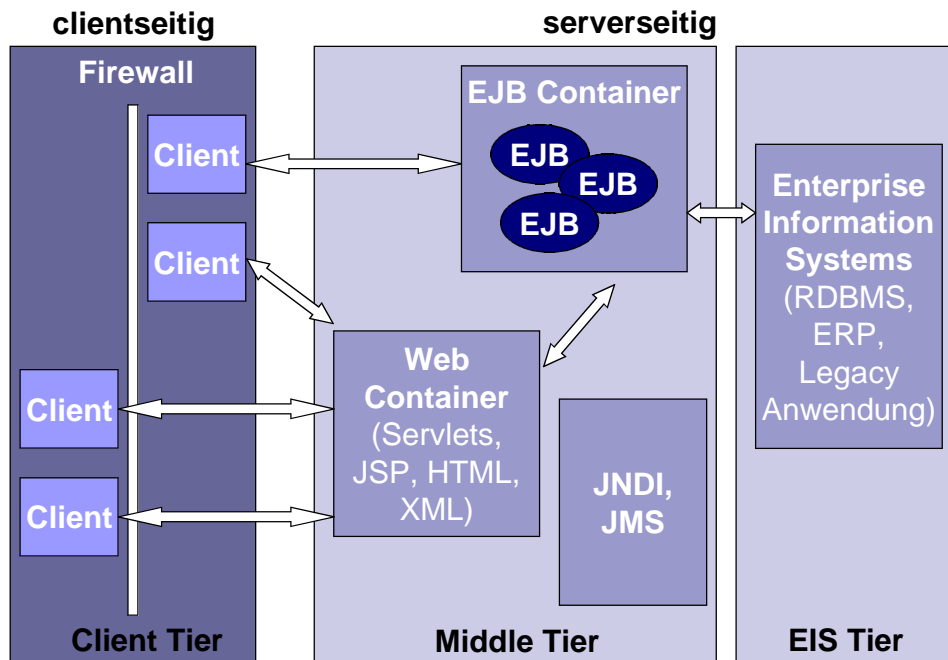 clientseitig
serverseitig
Firewall
Client
Client
Client
Client
Client Tier
EJB Container
EJB
EJB
EJB
Web
Container
(Servlets,
JSP, HTML,
XML)
JNDI,
JMS
Middle Tier
Enterprise
Information
Systems
(RDBMS,
ERP,
Legacy
Anwendung)
EIS Tier